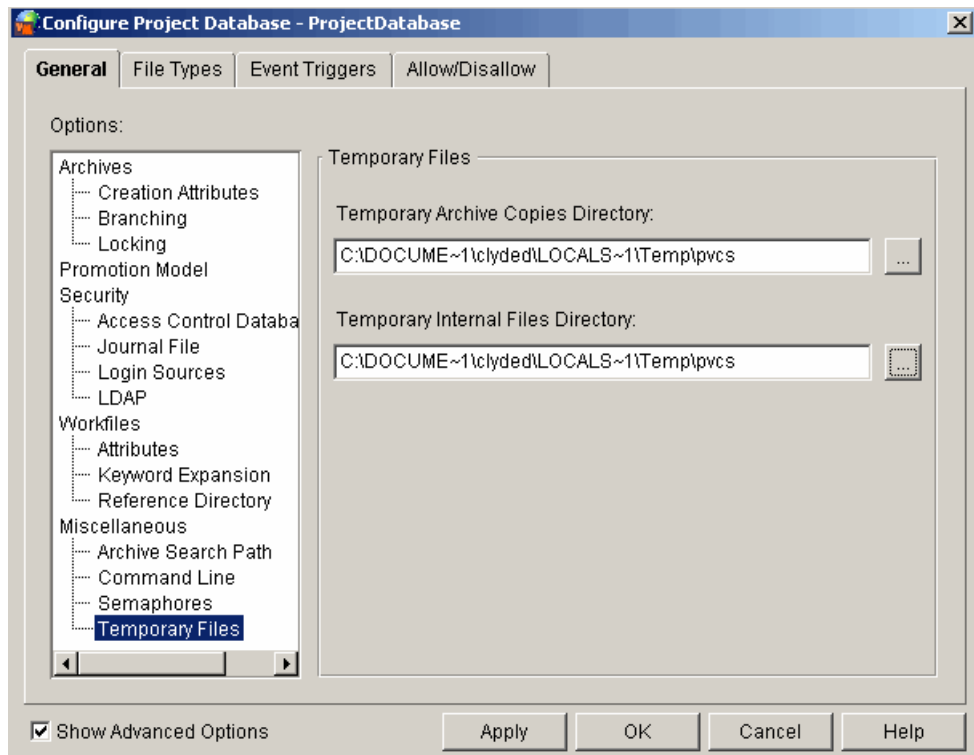 Configure Project Database - ProjectDatabase
General File Types Event Triggers Allow/Disallow
Options:
Archives
Creation Attributes
Branching
Locking
Promotion Model
Security
Access Control Databa
Journal File
Login Sources
LDAP
Workfiles
Attributes
Keyword Expansion
Reference Directory
Miscellaneous
Archive Search Path
Command Line
Semaphores
Temporary Files
Temporary Files
Temporary Archive Copies Directory:
C:\DOCUME~1\clyded\LOCALS~1\Temp\pvcs
...
Temporary Internal Files Directory:
C:\DOCUME~1\clyded\LOCALS~1\Temp\pvcs
...
Show Advanced Options
Apply OK Cancel Help